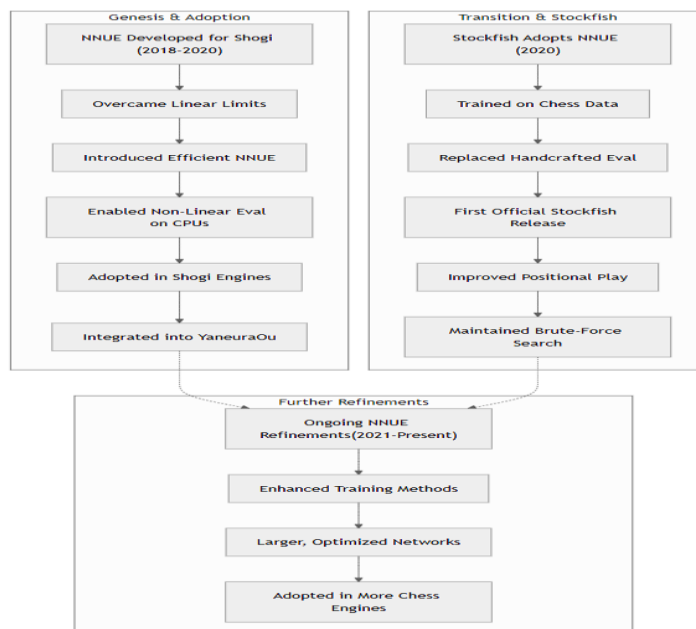 Genesis & Adoption
NNUE Developed for Shogi
(2018-2020)
Overcame Linear Limits
Introduced Efficient NNUE
Enabled Non-Linear Eval
on CPUs
Adopted in Shogi Engines
Integrated into YaneuraOu
Transition & Stockfish
Stockfish Adopts NNUE
(2020)
Trained on Chess Data
Replaced Handcrafted Eval
First Official Stockfish
Release
Improved Positional Play
Maintained Brute-Force
Search
Further Refinements
Ongoing NNUE
Refinements(2021-Present)
Enhanced Training Methods
Larger, Optimized Networks
Adopted in More Chess
Engines